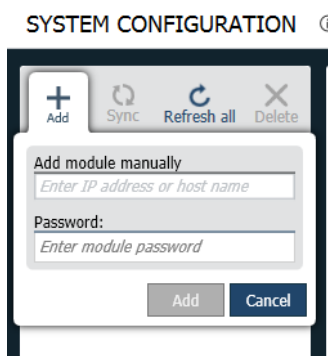 SYSTEM CONFIGURATION
Add Sync Refresh all Delete
Add module manually
Enter IP address or host name
Password:
Enter module password
Add Cancel